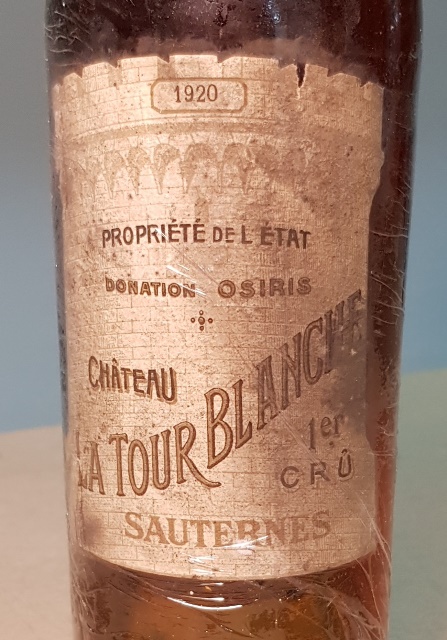 1920
PROPRIÉTÉ DE L'ÉTAT
DONATION OSIRIS
CHÂTEAU
LA TOUR BLANCHE
1er
CRÛ
SAUTERNES